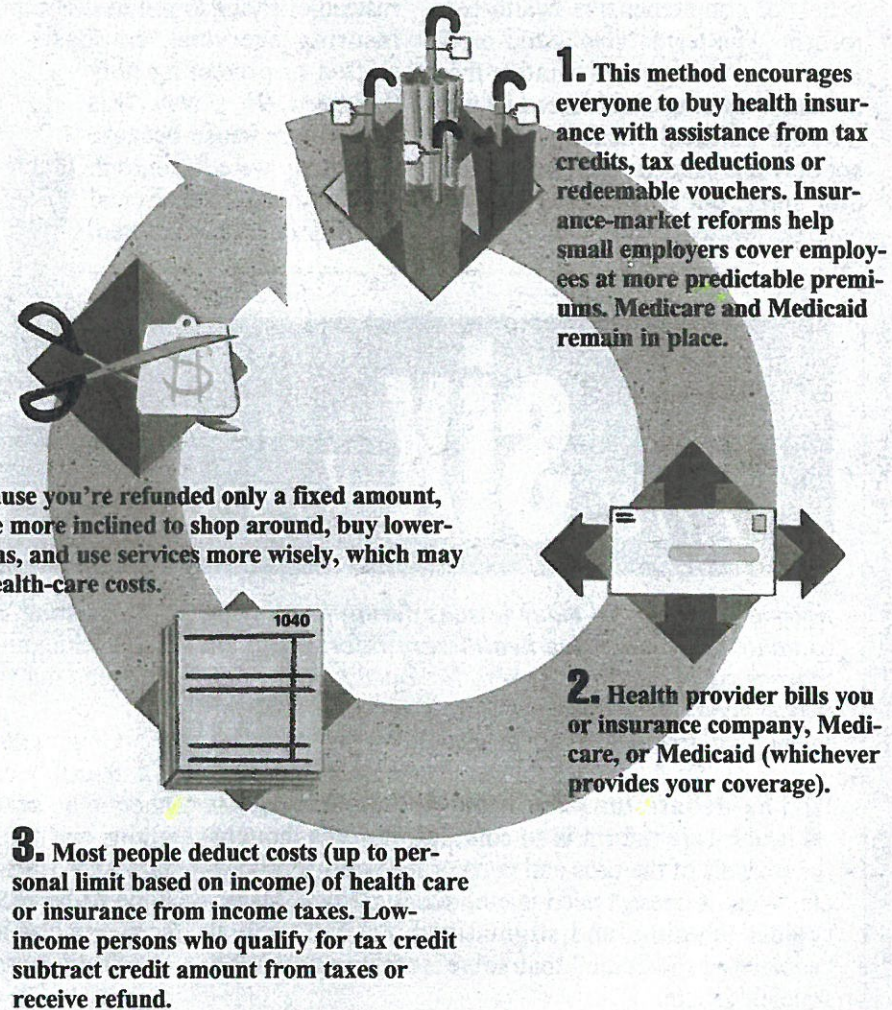 1. This method encourages
everyone to buy health insur-
ance with assistance from tax
credits, tax deductions or
redeemable vouchers. Insur-
ance-market reforms help
small employers cover employ-
ees at more predictable premi-
ums. Medicare and Medicaid
remain in place.
2. Health provider bills you
or insurance company, Medi-
care, or Medicaid (whichever
provides your coverage).
1040
3. Most people deduct costs (up to per-
sonal limit based on income) of health care
or insurance from income taxes. Low-
income persons who qualify for tax credit
subtract credit amount from taxes or
receive refund.
$
use you're refunded only a fixed amount,
more inclined to shop around, buy lower-
ns, and use services more wisely, which may
ealth-care costs.